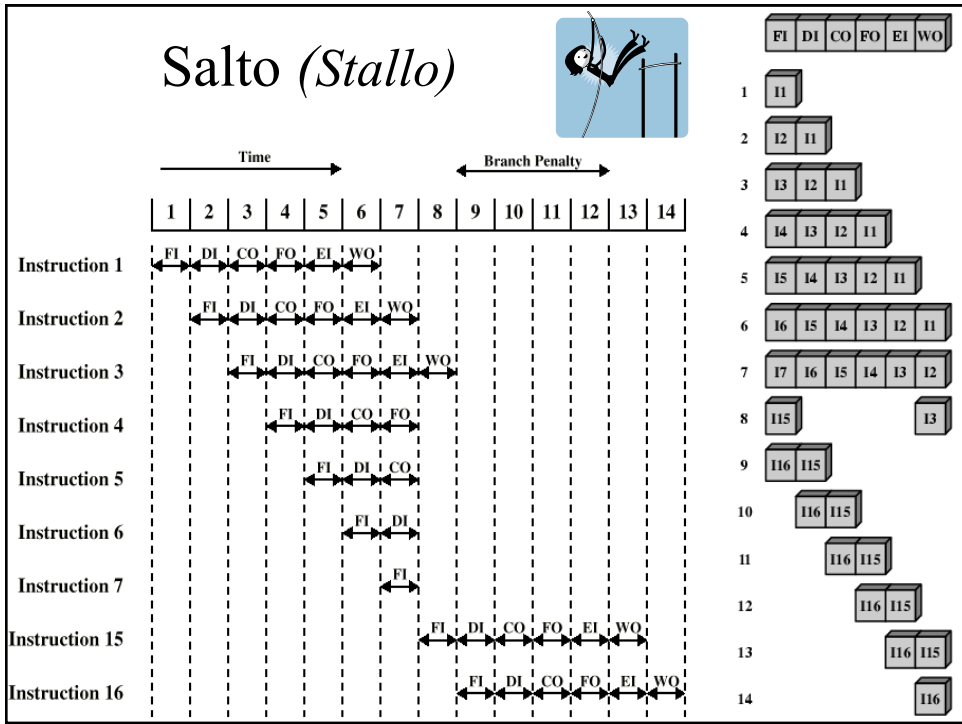 Salto (Stallo)
Time
Branch Penalty
1 2 3 4 5 6 7 8 9 10 11 12 13 14
Instruction 1 FI DI CO FO EI WO
Instruction 2 FI DI CO FO EI WO
Instruction 3 FI DI CO FO EI WO
Instruction 4 FI DI CO FO
Instruction 5 FI DI CO
Instruction 6 FI DI
Instruction 7 FI
Instruction 15 FI DI CO FO EI WO
Instruction 16 FI DI CO FO EI WO
FI DI CO FO EI WO
1 I1
2 I2 I1
3 I3 I2 I1
4 I4 I3 I2 I1
5 I5 I4 I3 I2 I1
6 I6 I5 I4 I3 I2 I1
7 I7 I6 I5 I4 I3 I2
8 I15 I3
9 I16 I15
10 I16 I15
11 I16 I15
12 I16 I15
13 I16 I15
14 I16